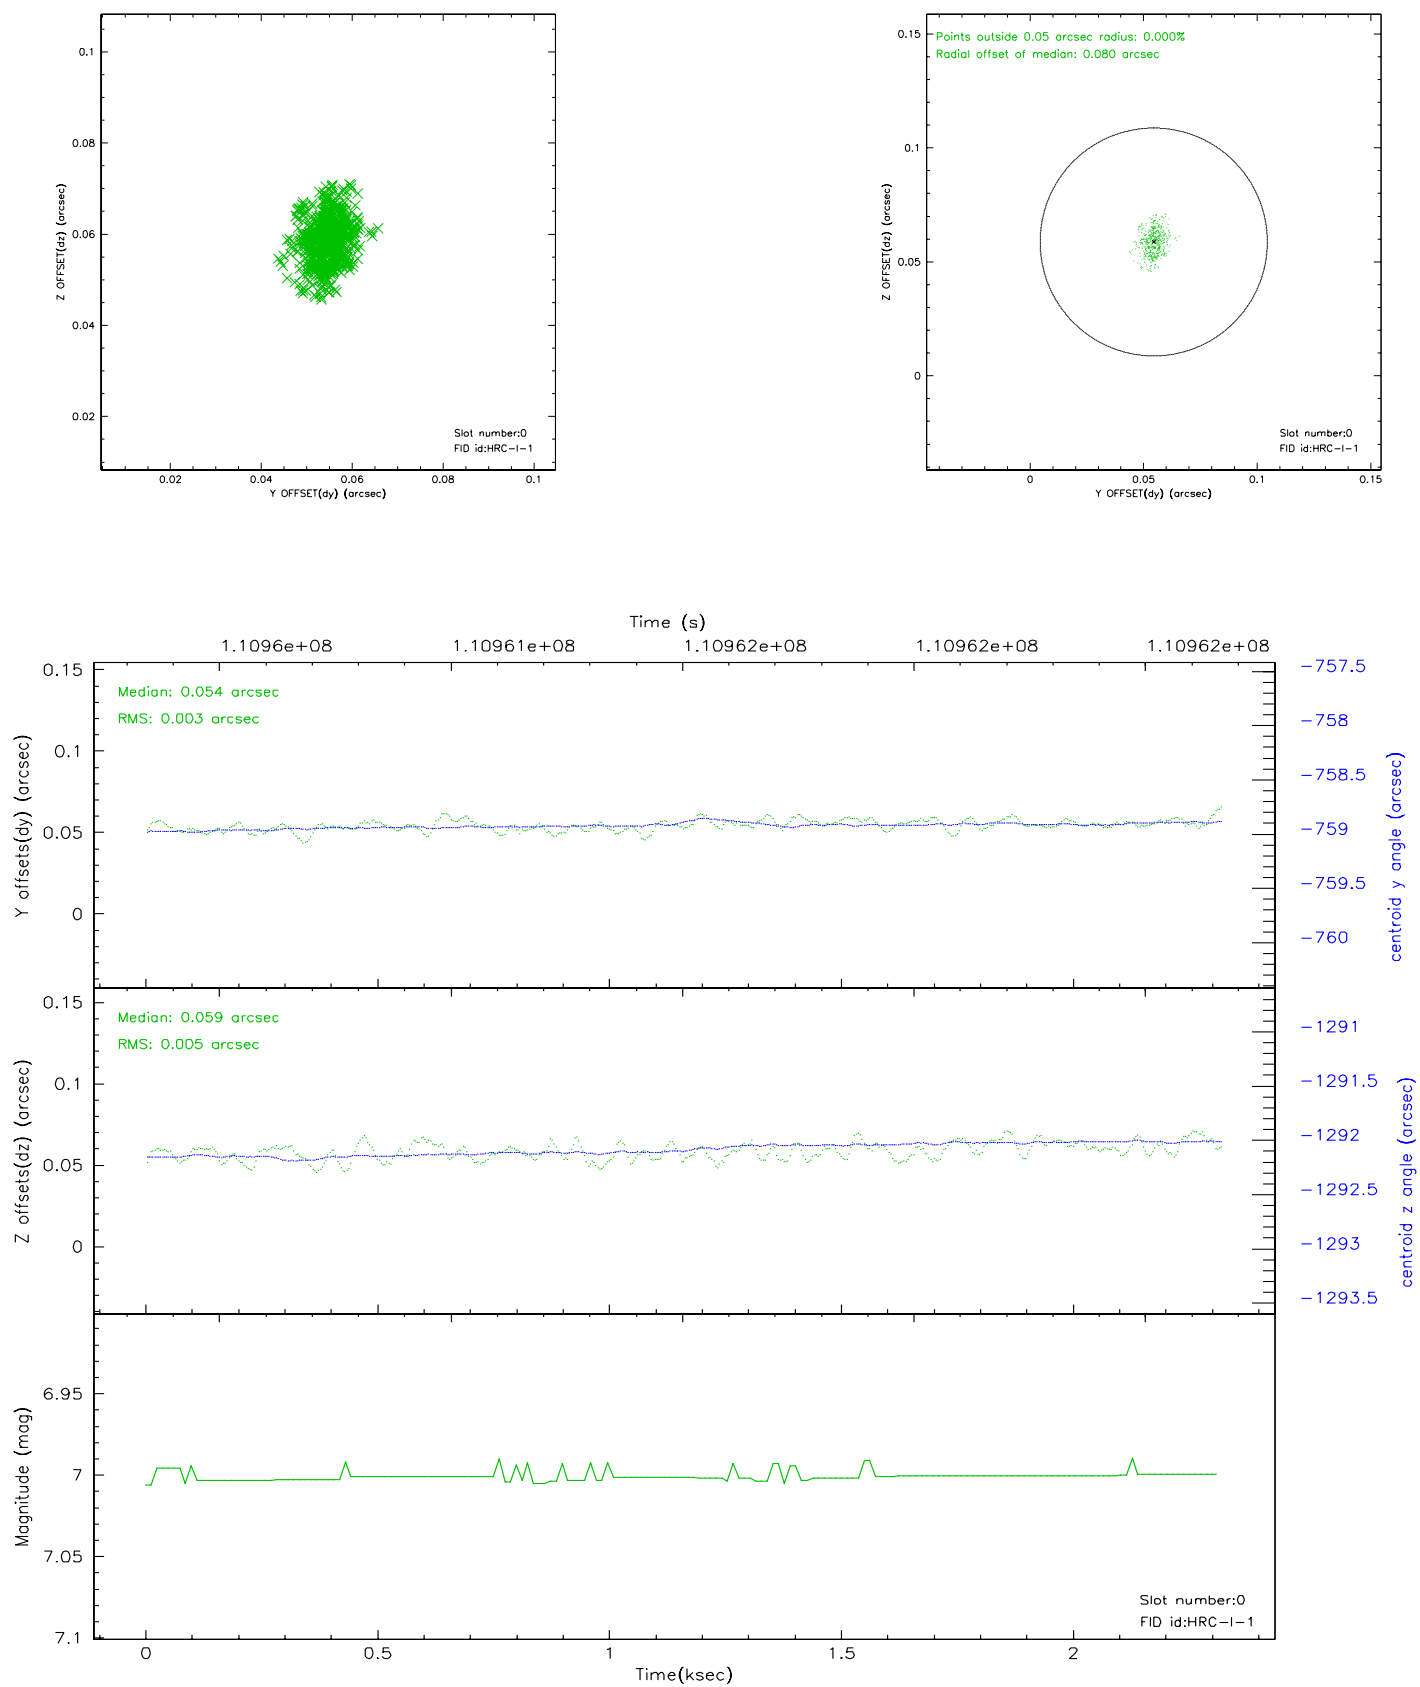 0.1
0.08
0.06
0.04
0.02
Z OFFSET(dz) (arcsec)
Slot number:0
FID id:HRC-I-1
0.02 0.04 0.06 0.08 0.1
Y OFFSET(dy) (arcsec)
Points outside 0.05 arcsec radius: 0.000%
Radial offset of median: 0.080 arcsec
0.15
0.1
0.05
0
Z OFFSET(dz) (arcsec)
Slot number:0
FID id:HRC-I-1
0 0.05 0.1 0.15
Y OFFSET(dy) (arcsec)
Time (s)
1.1096e+08 1.10961e+08 1.10962e+08 1.10962e+08 1.10962e+08
Median: 0.054 arcsec
RMS: 0.003 arcsec
0.15
0.1
0.05
0
Y offsets(dy) (arcsec)
-757.5
-758
-758.5
-759
-759.5
-760
centroid y angle (arcsec)
Median: 0.059 arcsec
RMS: 0.005 arcsec
0.15
0.1
0.05
0
Z offsets(dz) (arcsec)
-1291
-1291.5
-1292
-1292.5
-1293
-1293.5
centroid z angle (arcsec)
6.95
7
7.05
7.1
Magnitude (mag)
Slot number:0
FID id:HRC-I-1
0 0.5 1 1.5 2
Time(ksec)